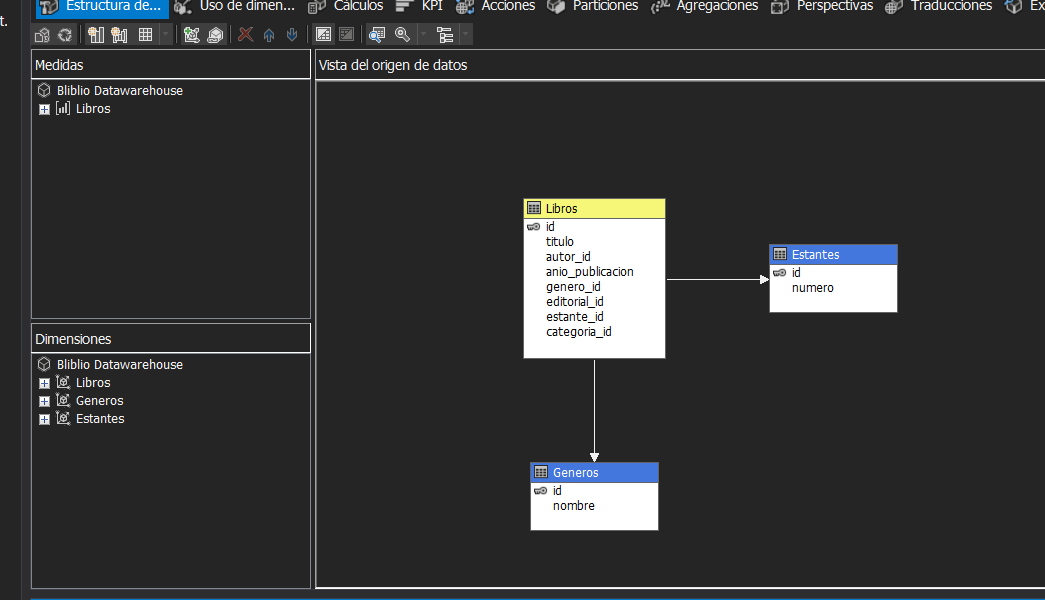 t.
Estructura de... Uso de dimen... Cálculos KPI Acciones Particiones Agregaciones Perspectivas Traducciones Ex
Medidas
Bliblio Datawarehouse
Libros
Dimensiones
Bliblio Datawarehouse
Libros
Generos
Estantes
Vista del origen de datos
Libros
id
titulo
autor_id
anio_publicacion
genero_id
editorial_id
estante_id
categoria_id
Estantes
id
numero
Generos
id
nombre